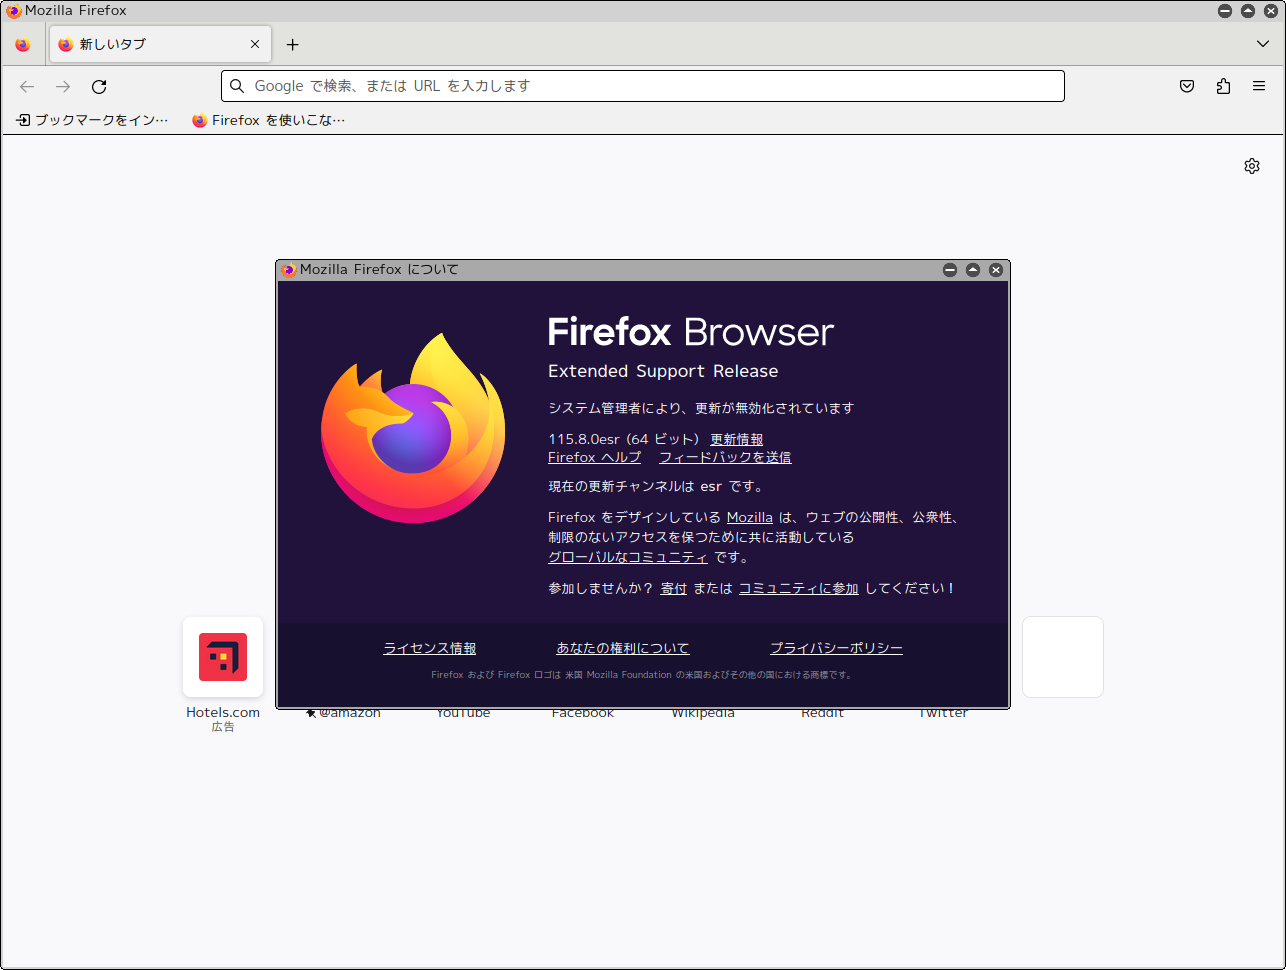 Mozilla Firefox
新しいタブ
Google で検索、または URL を入力します
ブックマークをイン… Firefox を使いこな…
Mozilla Firefox について
Firefox Browser
Extended Support Release
システム管理者により、更新が無効化されています
115.8.0esr (64 ビット) 更新情報
Firefox ヘルプ フィードバックを送信
現在の更新チャンネルは esr です。
Firefox をデザインしている Mozilla は、ウェブの公開性、公衆性、
制限のないアクセスを保つために共に活動している
グローバルなコミュニティ です。
参加しませんか? 寄付 または コミュニティに参加 してください!
ライセンス情報 あなたの権利について プライバシーポリシー
Firefox および Firefox ロゴは 米国 Mozilla Foundation の米国およびその他の国における商標です。
Hotels.com @amazon YouTube Facebook Wikipedia Reddit Twitter
広告